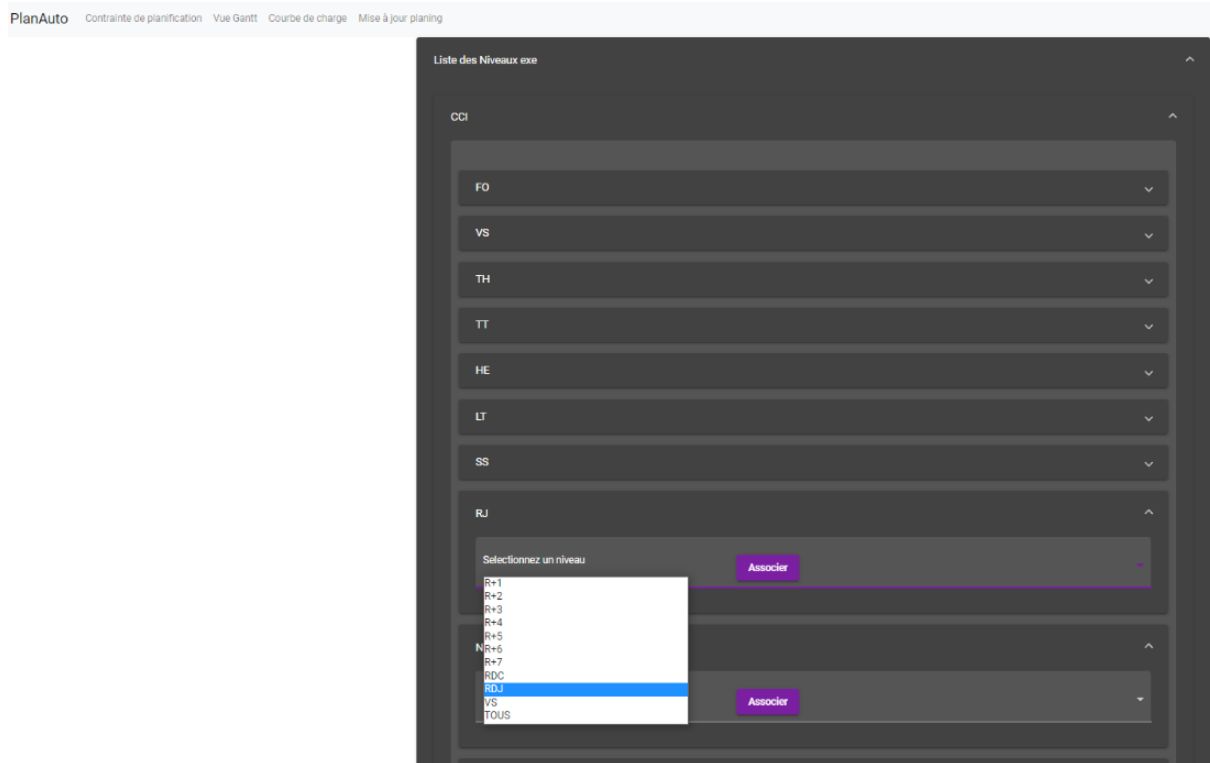 PlanAuto Contrainte de planification Vue Gantt Courbe de charge Mise à jour planing
Liste des Niveaux exe
CCI
FO
VS
TH
TT
HE
LT
SS
RJ
Selectionnez un niveau
Associer
R+1
R+2
R+3
R+4
R+5
N
R+6
R+7
RDC
RDJ
VS
TOUS
Associer